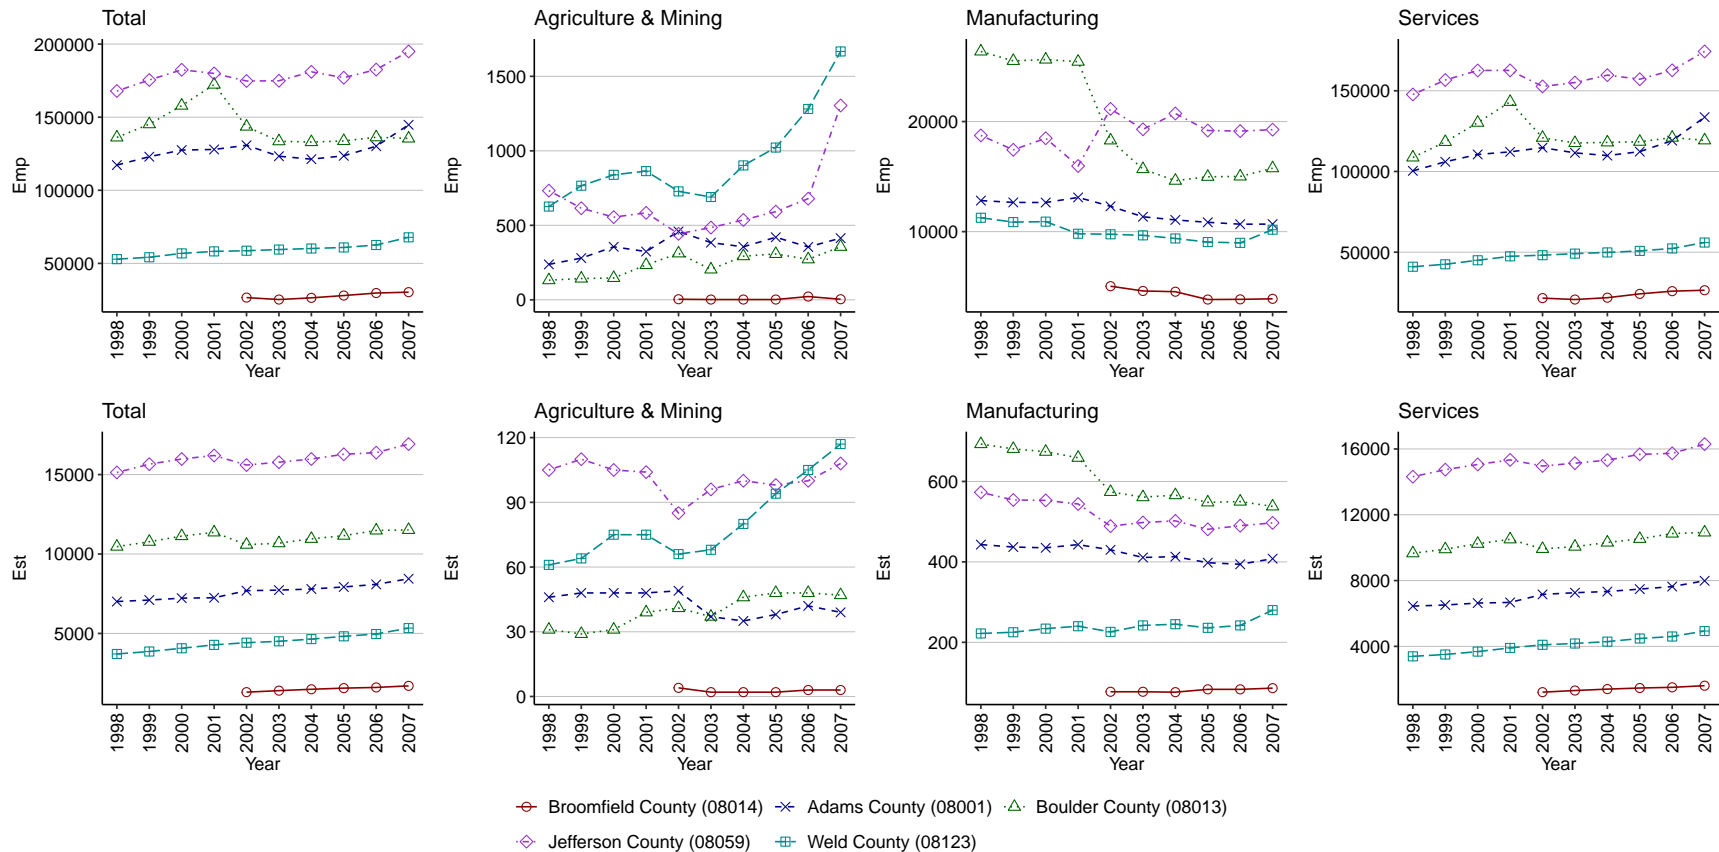 Total
Agriculture & Mining
Manufacturing
Services
Emp
200000
150000
100000
50000
1998 1999 2000 2001 2002 2003 2004 2005 2006 2007
Year
Emp
1500
1000
500
0
1998 1999 2000 2001 2002 2003 2004 2005 2006 2007
Year
Emp
20000
10000
1998 1999 2000 2001 2002 2003 2004 2005 2006 2007
Year
Emp
150000
100000
50000
1998 1999 2000 2001 2002 2003 2004 2005 2006 2007
Year
Total
Agriculture & Mining
Manufacturing
Services
Est
15000
10000
5000
1998 1999 2000 2001 2002 2003 2004 2005 2006 2007
Year
Est
120
90
60
30
0
1998 1999 2000 2001 2002 2003 2004 2005 2006 2007
Year
Est
600
400
200
1998 1999 2000 2001 2002 2003 2004 2005 2006 2007
Year
Est
16000
12000
8000
4000
1998 1999 2000 2001 2002 2003 2004 2005 2006 2007
Year
Broomfield County (08014) Adams County (08001) Boulder County (08013)
Jefferson County (08059) Weld County (08123)